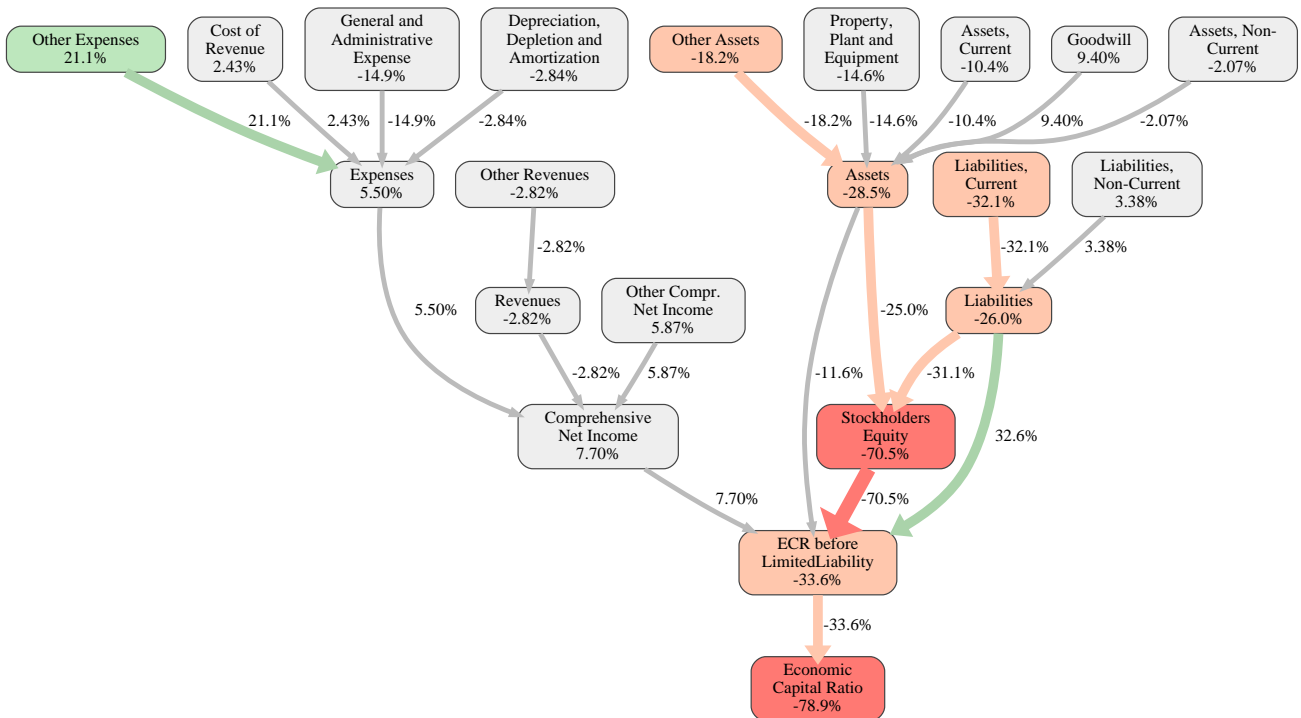 Other Expenses
21.1%
Cost of
Revenue
2.43%
General and
Administrative
Expense
-14.9%
Depreciation,
Depletion and
Amortization
-2.84%
Other Assets
-18.2%
Property,
Plant and
Equipment
-14.6%
Assets,
Current
-10.4%
Goodwill
9.40%
Assets, Non-
Current
-2.07%
21.1%
2.43%
-14.9%
-2.84%
-18.2%
-14.6%
-10.4%
9.40%
-2.07%
Expenses
5.50%
Other Revenues
-2.82%
Assets
-28.5%
Liabilities,
Current
-32.1%
Liabilities,
Non-Current
3.38%
-2.82%
-32.1%
3.38%
5.50%
Revenues
-2.82%
Other Compr.
Net Income
5.87%
-25.0%
Liabilities
-26.0%
-2.82%
5.87%
-11.6%
-31.1%
Comprehensive
Net Income
7.70%
Stockholders
Equity
-70.5%
32.6%
7.70%
-70.5%
ECR before
LimitedLiability
-33.6%
-33.6%
Economic
Capital Ratio
-78.9%